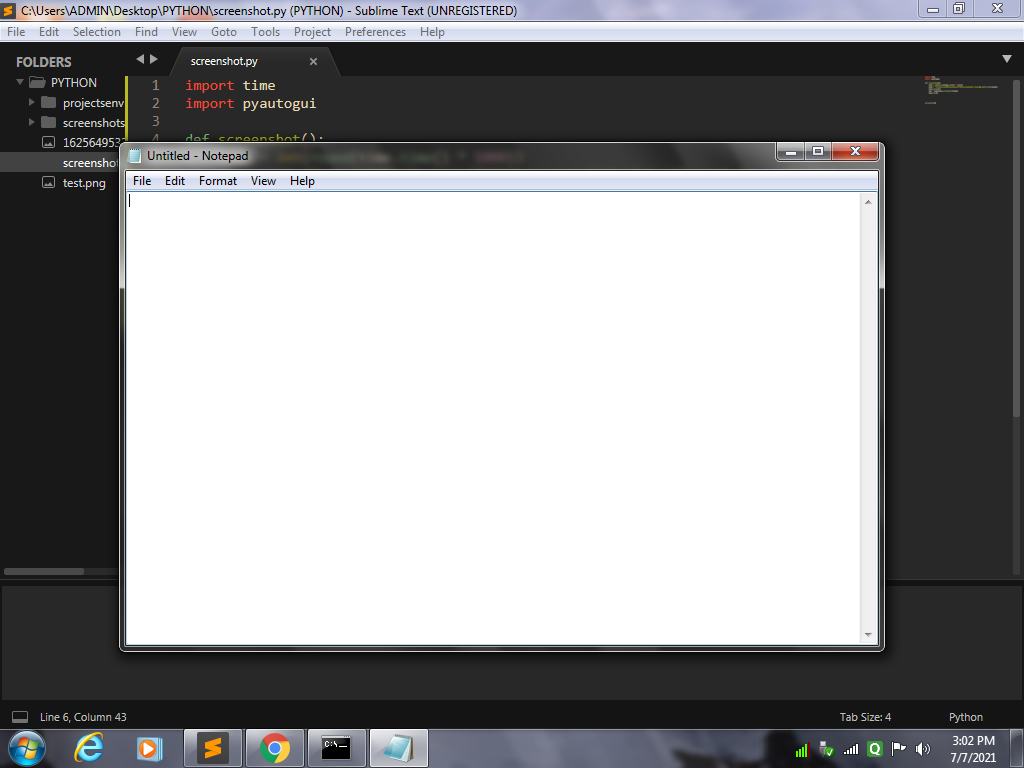 C:\Users\ADMIN\Desktop\PYTHON\screenshot.py (PYTHON) - Sublime Text (UNREGISTERED)
File Edit Selection Find View Goto Tools Project Preferences Help
FOLDERS
PYTHON
projectsenv
screenshots
screenshot
test.png
screenshot.py
1 import time
2 import pyautogui
3
4 def screenshot():
Untitled - Notepad
File Edit Format View Help
Line 6, Column 43
Tab Size: 4
Python
C:\_
Q
3:02 PM
7/7/2021